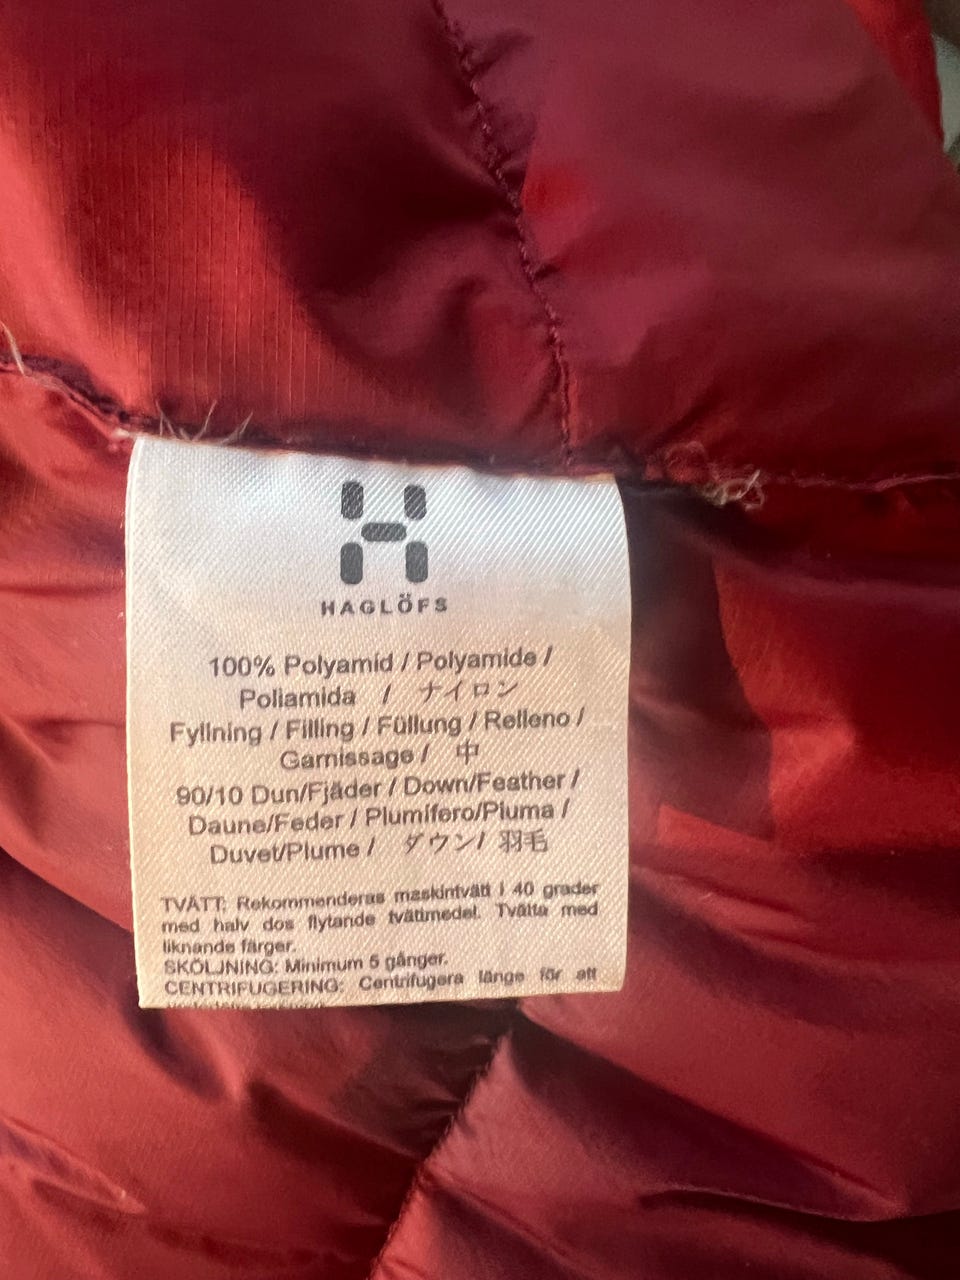 HAGLÖFS
100% Polyamid / Polyamide /
Poliamida / ナイロン
Fyllning / Filling / Füllung / Relleno /
Garnissage / 中
90/10 Dun/Fjäder / Down/Feather /
Daune/Feder / Plumífero/Pluma /
Duvet/Plume / ダウン/ 羽毛
TVÄTT: Rekommenderas maskintvätt i 40 grader
med halv dos flytande tvättmedel. Tvätta med
liknande färger.
SKÖLJNING: Minimum 5 gånger.
CENTRIFUGERING: Centrifugera länge för att